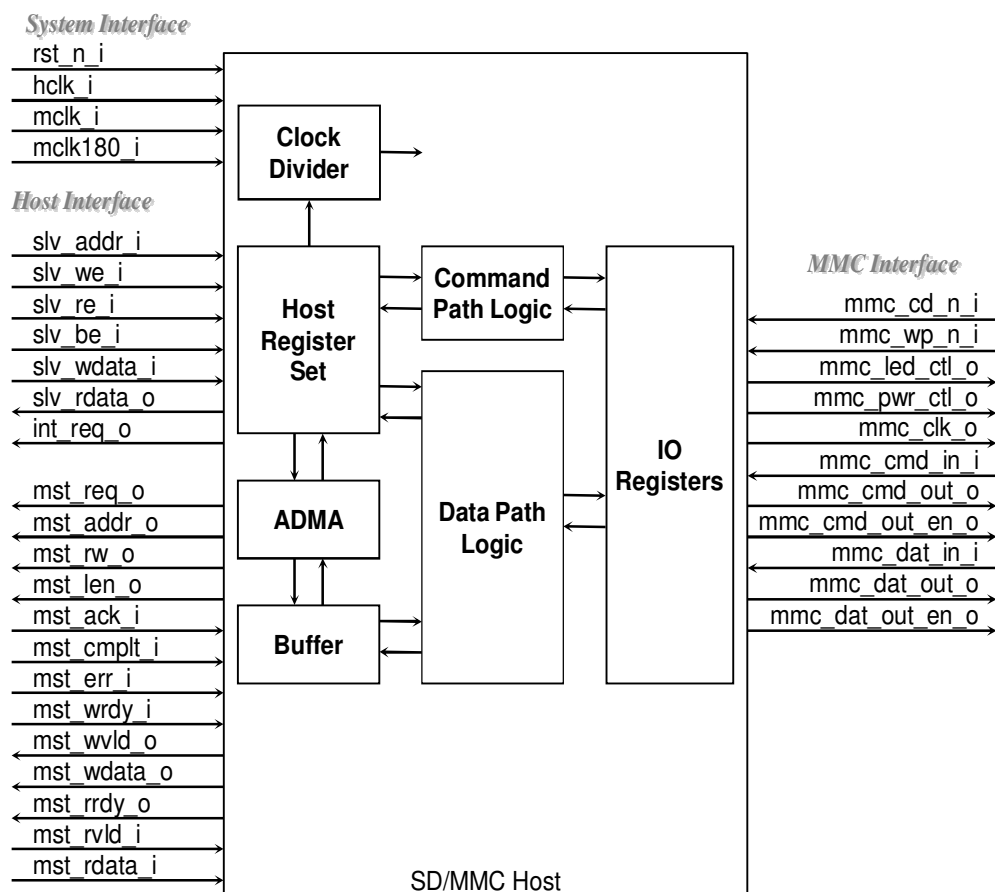 System Interface
rst_n_i
hclk_i
mclk_i
mclk180_i
Host Interface
slv_addr_i
slv_we_i
slv_re_i
slv_be_i
slv_wdata_i
slv_rdata_o
int_req_o
mst_req_o
mst_addr_o
mst_rw_o
mst_len_o
mst_ack_i
mst_cmplt_i
mst_err_i
mst_wrdy_i
mst_wvld_o
mst_wdata_o
mst_rrdy_o
mst_rvld_i
mst_rdata_i
Clock
Divider
Host
Register
Set
ADMA
Buffer
Command
Path Logic
Data Path
Logic
IO
Registers
SD/MMC Host
MMC Interface
mmc_cd_n_i
mmc_wp_n_i
mmc_led_ctl_o
mmc_pwr_ctl_o
mmc_clk_o
mmc_cmd_in_i
mmc_cmd_out_o
mmc_cmd_out_en_o
mmc_dat_in_i
mmc_dat_out_o
mmc_dat_out_en_o